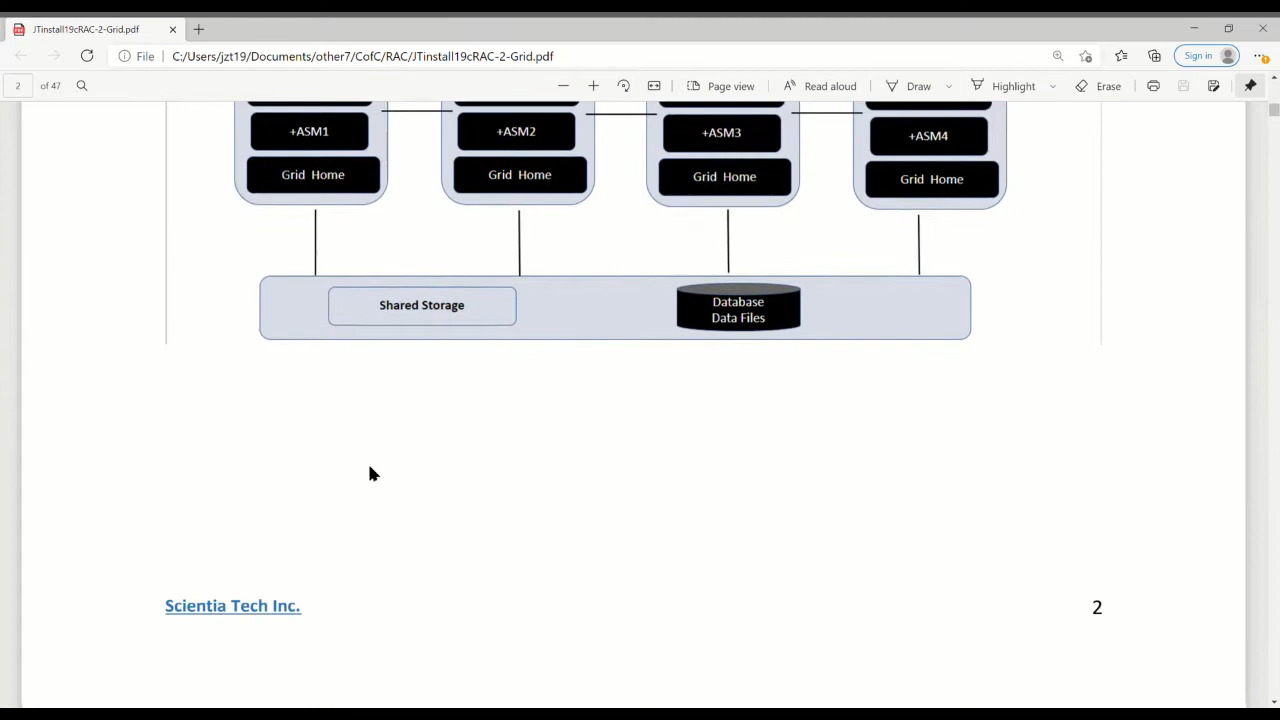 JTinstall19cRAC-2-Grid.pdf
File C:/Users/jzt19/Documents/other7/CofC/RAC/JTinstall19cRAC-2-Grid.pdf Sign in
2 of 47 Page view Read aloud Draw Highlight Erase
+ASM1 +ASM2 +ASM3 +ASM4
Grid Home Grid Home Grid Home Grid Home
Shared Storage
Database
Data Files
Scientia Tech Inc. 2